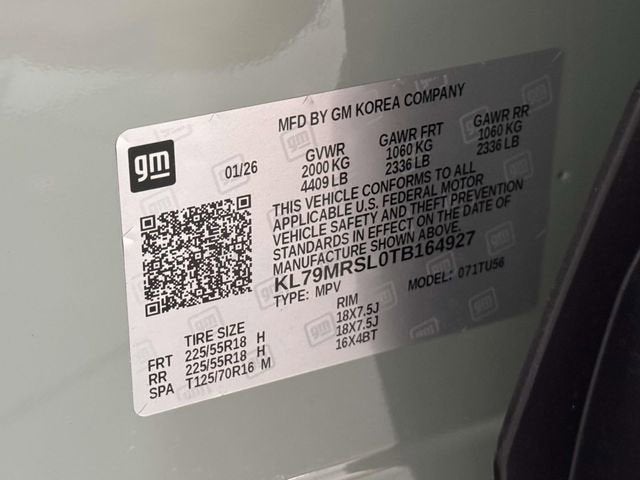 MFD BY GM KOREA COMPANY
gm
01/26
GVWR GAWR FRT GAWR RR
2000 KG 1060 KG 1060 KG
4409 LB 2336 LB 2336 LB
THIS VEHICLE CONFORMS TO ALL
APPLICABLE U.S. FEDERAL MOTOR
VEHICLE SAFETY AND THEFT PREVENTION
STANDARDS IN EFFECT ON THE DATE OF
MANUFACTURE SHOWN ABOVE.
KL79MRSL0TB164927
TYPE: MPV MODEL: 071TU56
TIRE SIZE RIM
FRT 225/55R18 H 18X7.5J
RR 225/55R18 H 18X7.5J
SPA T125/70R16 M 16X4BT